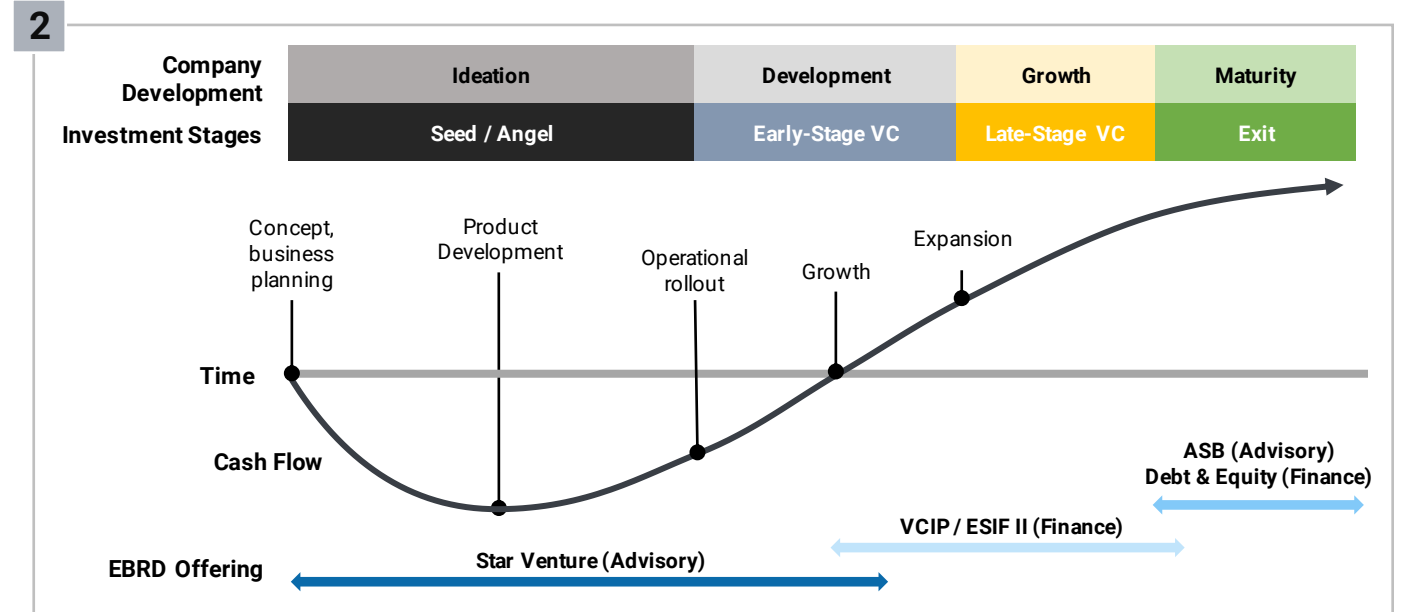 2
Company
Development
Ideation
Development
Growth
Maturity
Investment Stages
Seed / Angel
Early-Stage VC
Late-Stage VC
Exit
Concept,
business
planning
Product
Development
Operational
rollout
Growth
Expansion
Time
Cash Flow
ASB (Advisory)
Debt & Equity (Finance)
VCIP / ESIF II (Finance)
Star Venture (Advisory)
EBRD Offering